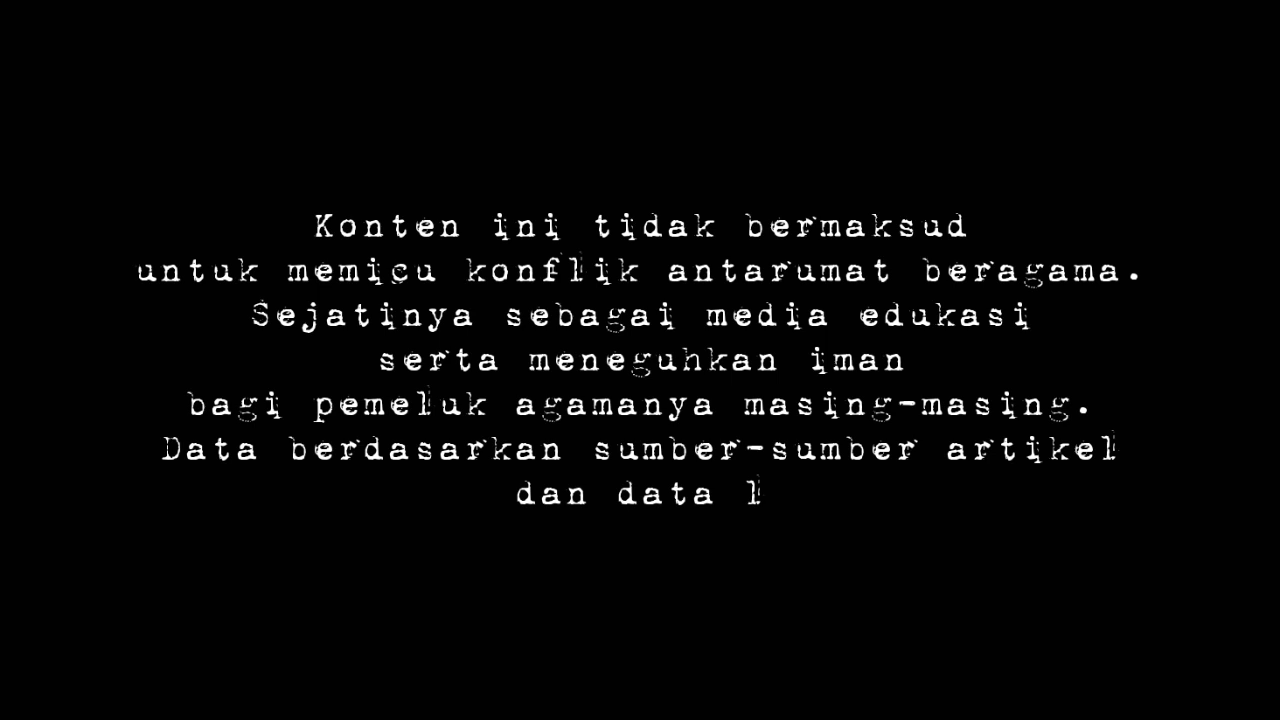 Konten ini tidak bermaksud
untuk memicu konflik antarumat beragama.
Sejatinya sebagai media edukasi
serta meneguhkan iman
bagi pemeluk agamanya masing-masing.
Data berdasarkan sumber-sumber artikel
dan data l